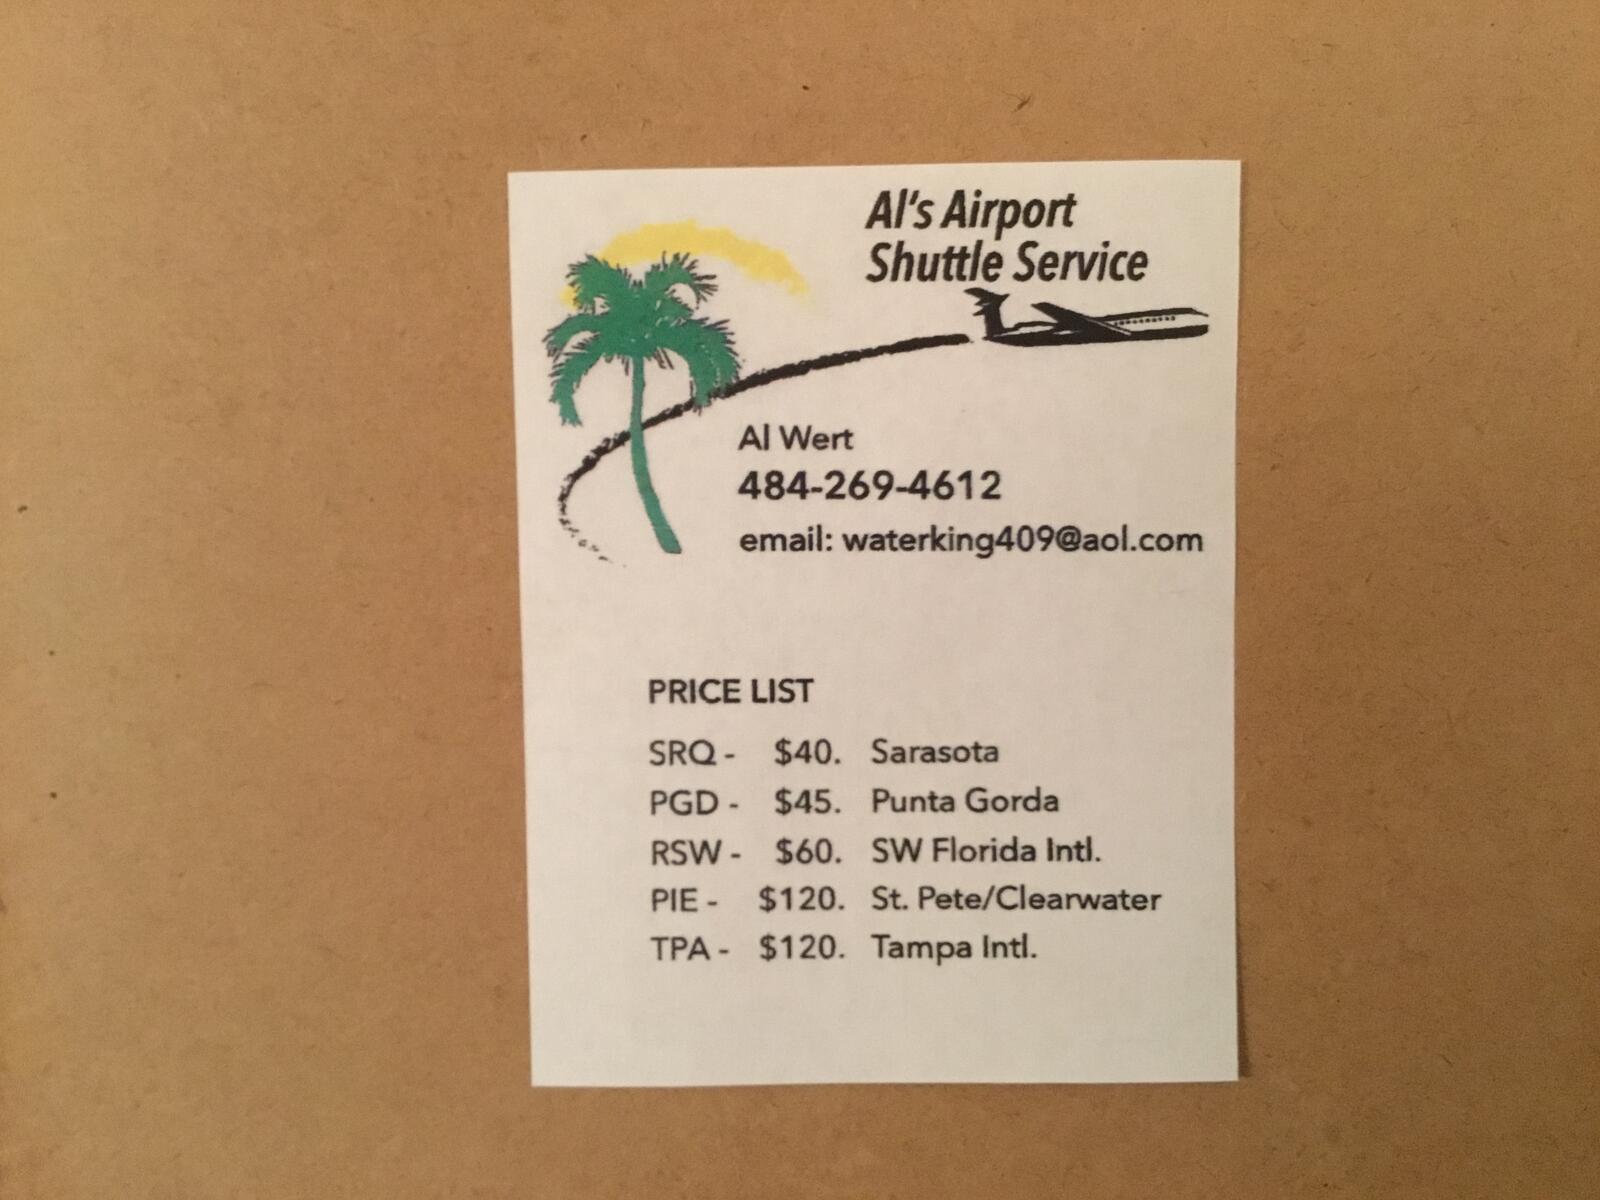 Al's Airport
Shuttle Service
Al Wert
484-269-4612
email: waterking409@aol.com
PRICE LIST
SRQ - $40. Sarasota
PGD - $45. Punta Gorda
RSW - $60. SW Florida Intl.
PIE - $120. St. Pete/Clearwater
TPA - $120. Tampa Intl.